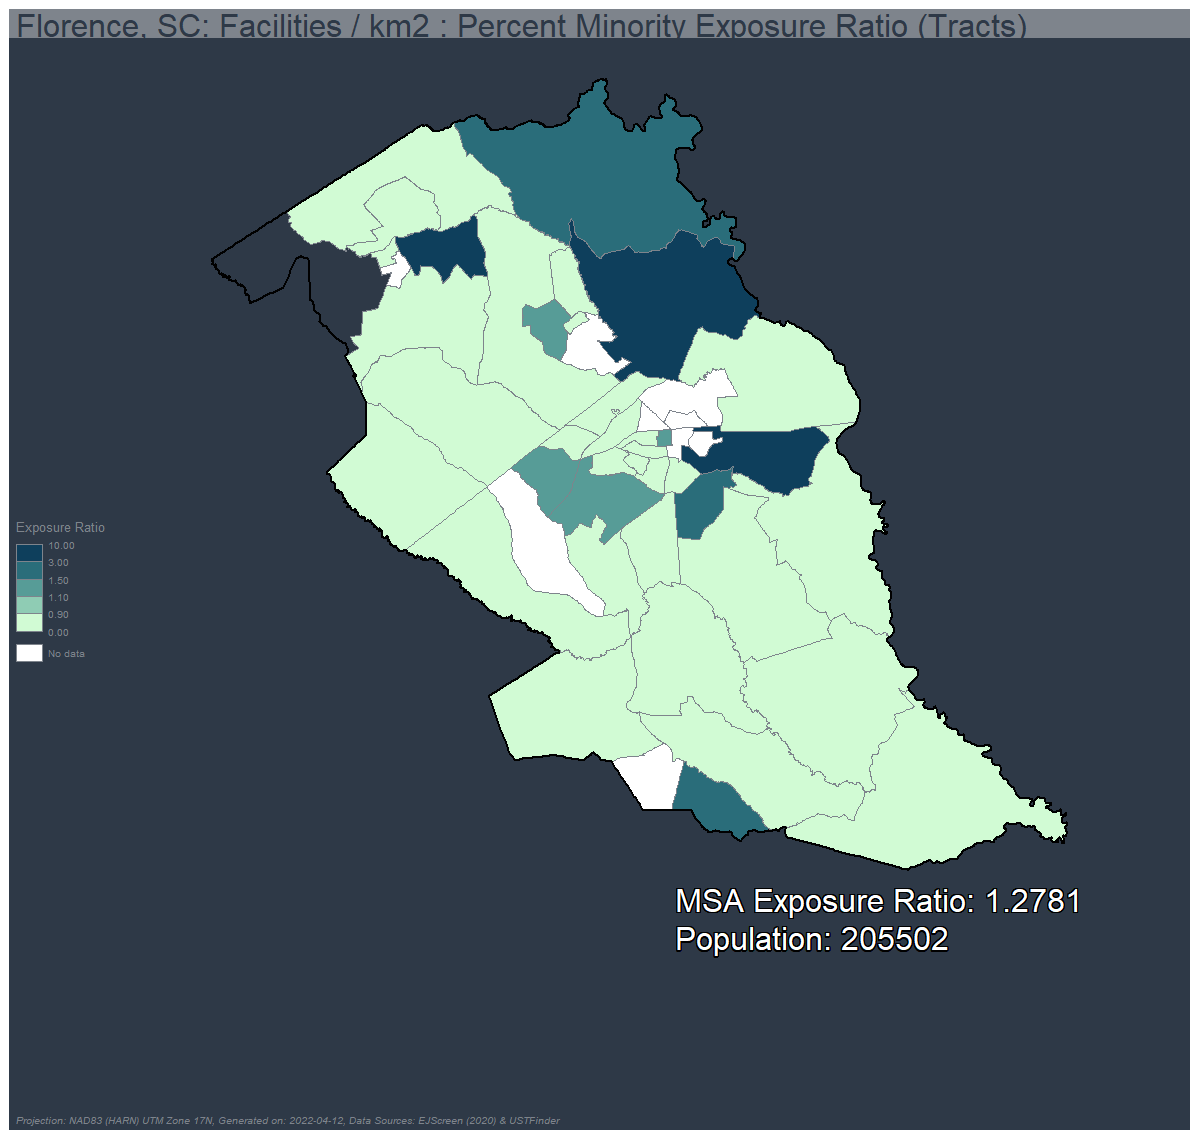 Florence, SC: Facilities / km2 : Percent Minority Exposure Ratio (Tracts)
Exposure Ratio
10.00
3.00
1.50
1.10
0.90
0.00
No data
MSA Exposure Ratio: 1.2781
Population: 205502
Projection: NAD83 (HARN) UTM Zone 17N, Generated on: 2022-04-12, Data Sources: EJScreen (2020) & USTFinder